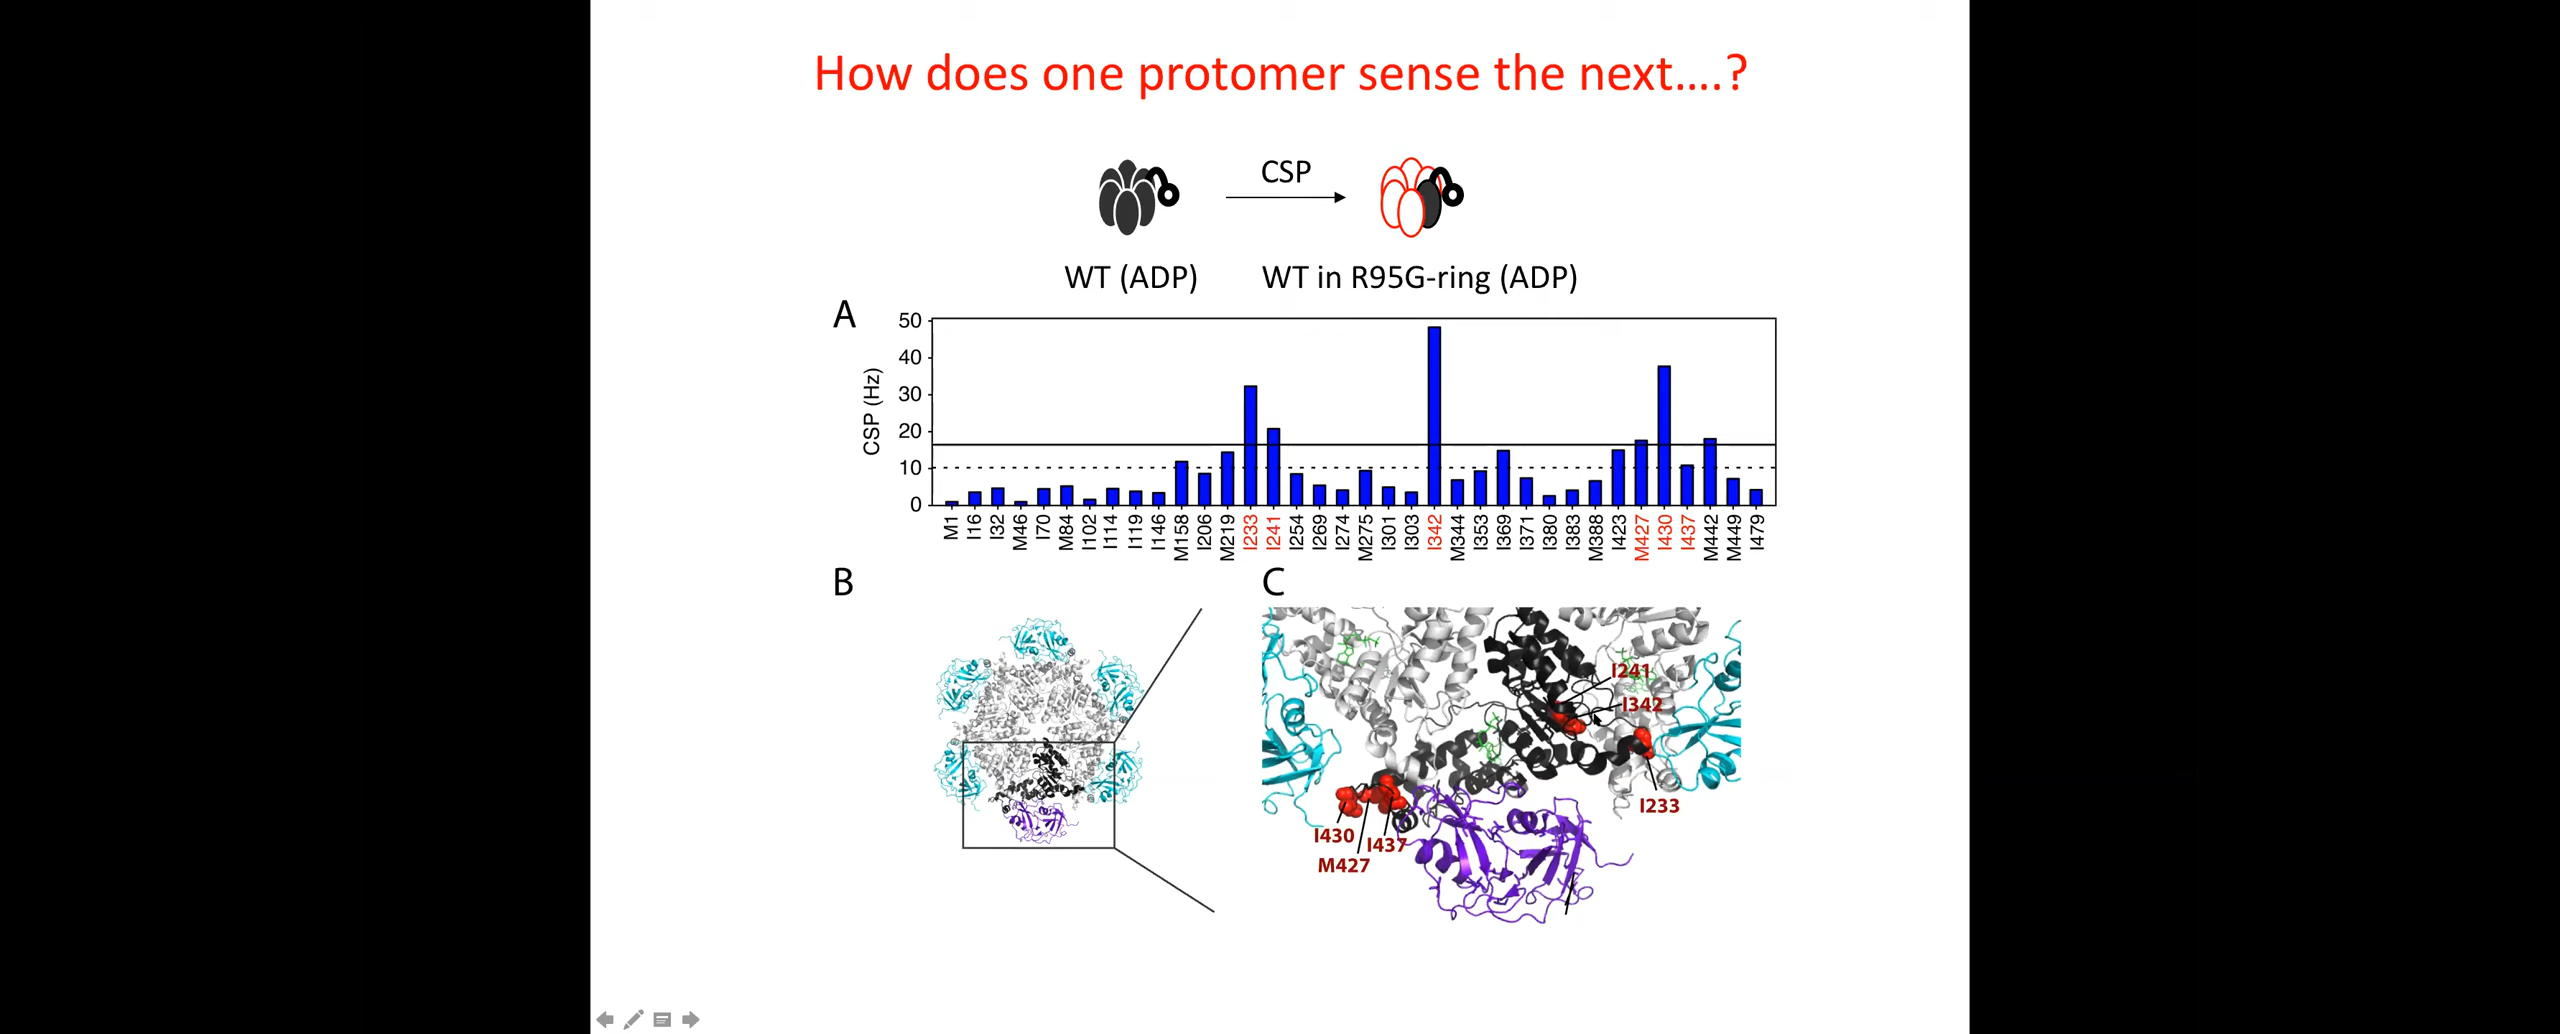 How does one protomer sense the next....?
CSP
WT (ADP)
WT in R95G-ring (ADP)
A
CSP (Hz)
50
40
30
20
10
0
M1
I16
I32
M46
I70
M84
I102
I114
I119
I146
M158
I206
M219
I233
I241
I254
I269
I274
M275
I301
I303
I342
M344
I353
I369
I371
I380
I383
M388
I423
M427
I430
I437
M442
M449
I479
B
C
I241
I342
I233
I430
I437
M427